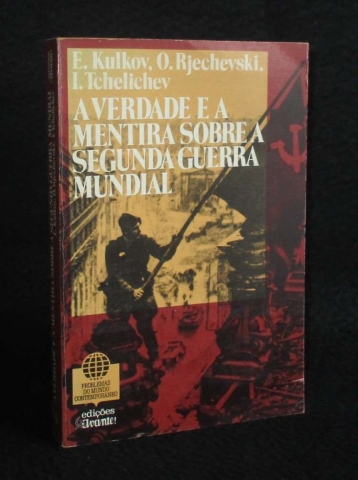 E. Kulkov, O. Rjechevski,
I. Tchelichev
A VERDADE E A
MENTIRA SOBRE A
SEGUNDA GUERRA
MUNDIAL
PROBLEMAS
DO MUNDO
CONTEMPORÂNEO
edições
Avante!